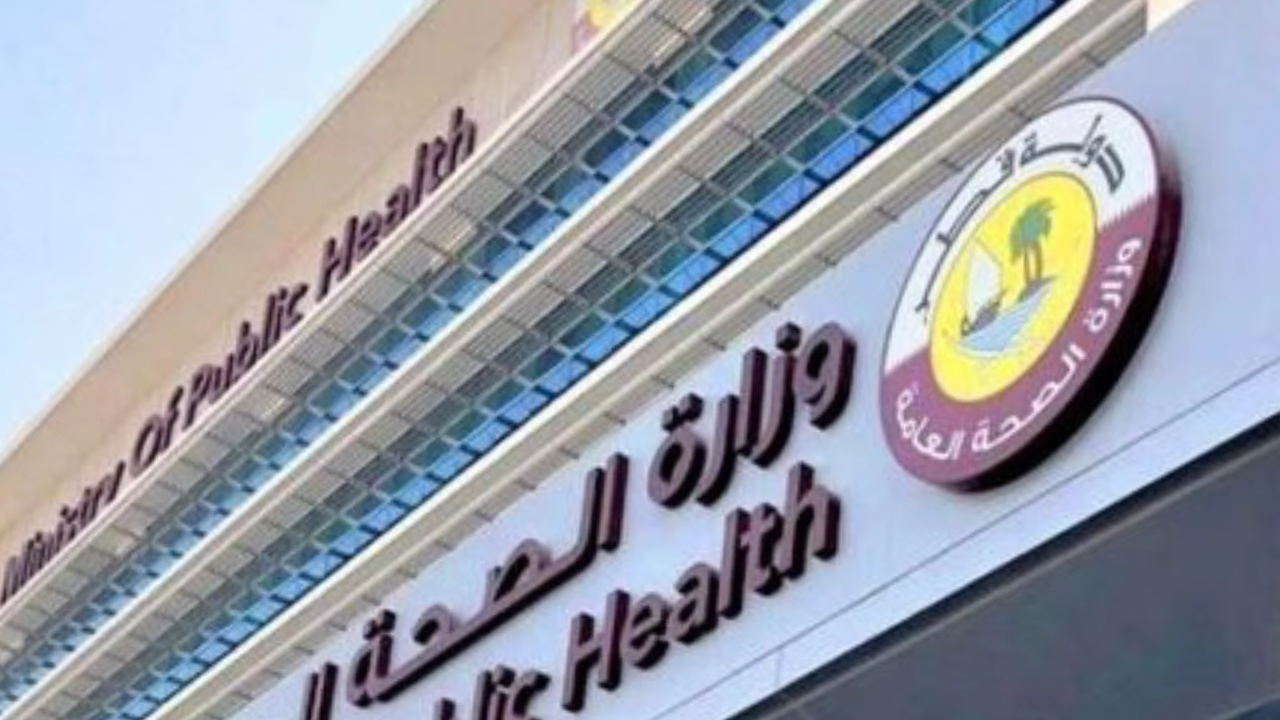 Ministry Of Public Health
دولة قطر
وزارة الصحة العامة
وزارة الصحة
Health